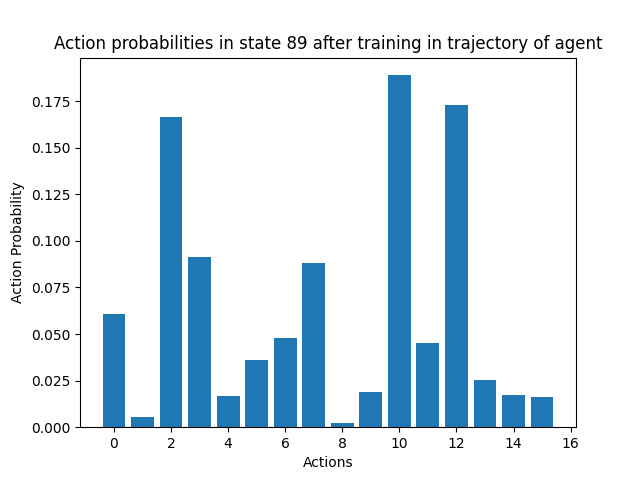 Action probabilities in state 89 after training in trajectory of agent
0.175
0.150
0.125
0.100
0.075
0.050
0.025
0.000
Action Probability
0 2 4 6 8 10 12 14 16
Actions